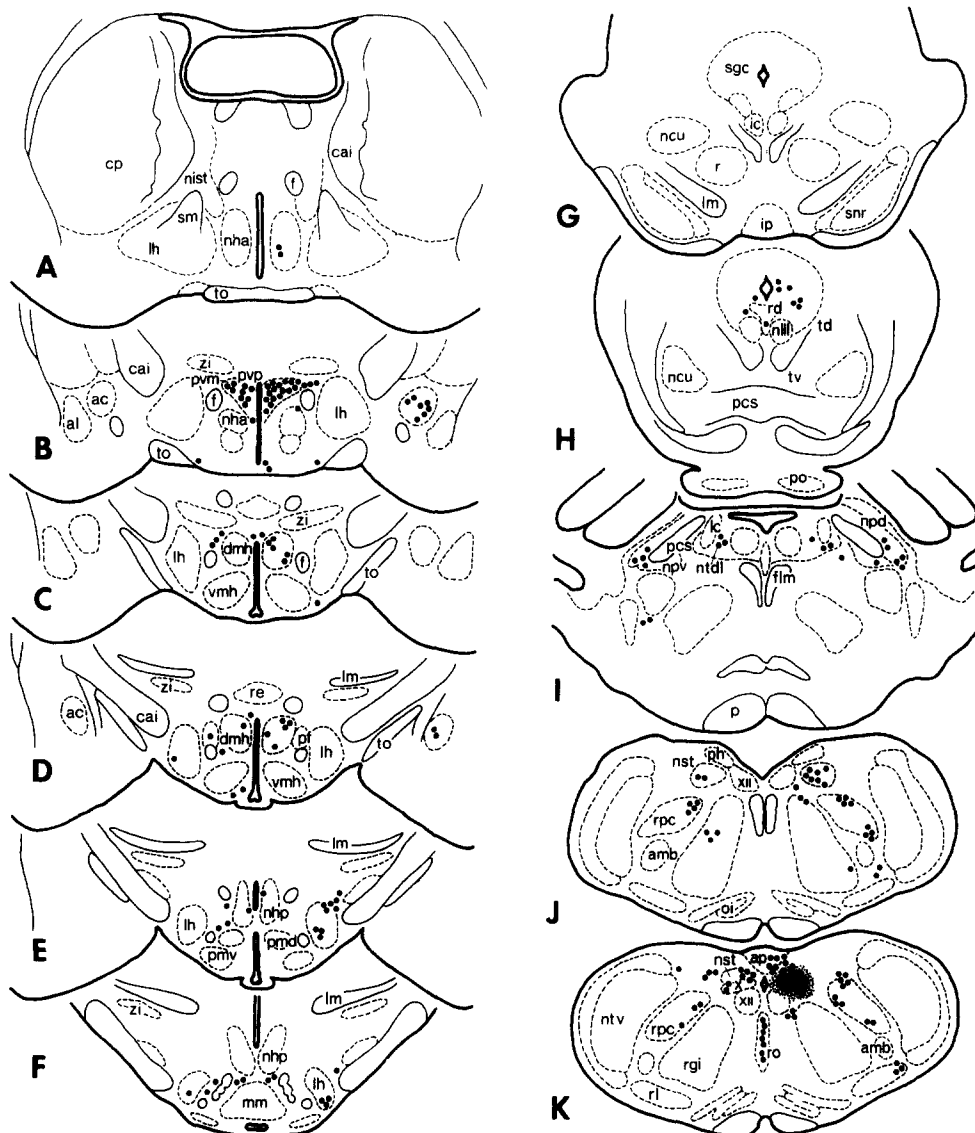 cp
cai
nist
f
sm
lh
nha
A
to
cai
zi
pvm
pvp
ac
f
lh
al
nha
B
to
zi
lh
dmh
f
to
C
vmh
lm
zi
re
ac
cai
dmh
pf
lh
to
D
vmh
lm
nhp
lh
E
pmd
pmv
zi
lm
nhp
F
lh
mm
sgc
ic
ncu
r
lm
snr
ip
G
rd
nIII
td
ncu
tv
pcs
H
po
lc
npd
pcs
npv
ntdl
flm
I
p
ph
nst
XII
rpc
amb
oi
J
nst
ap
X
XII
ntv
rpc
ro
amb
rgi
rl
K